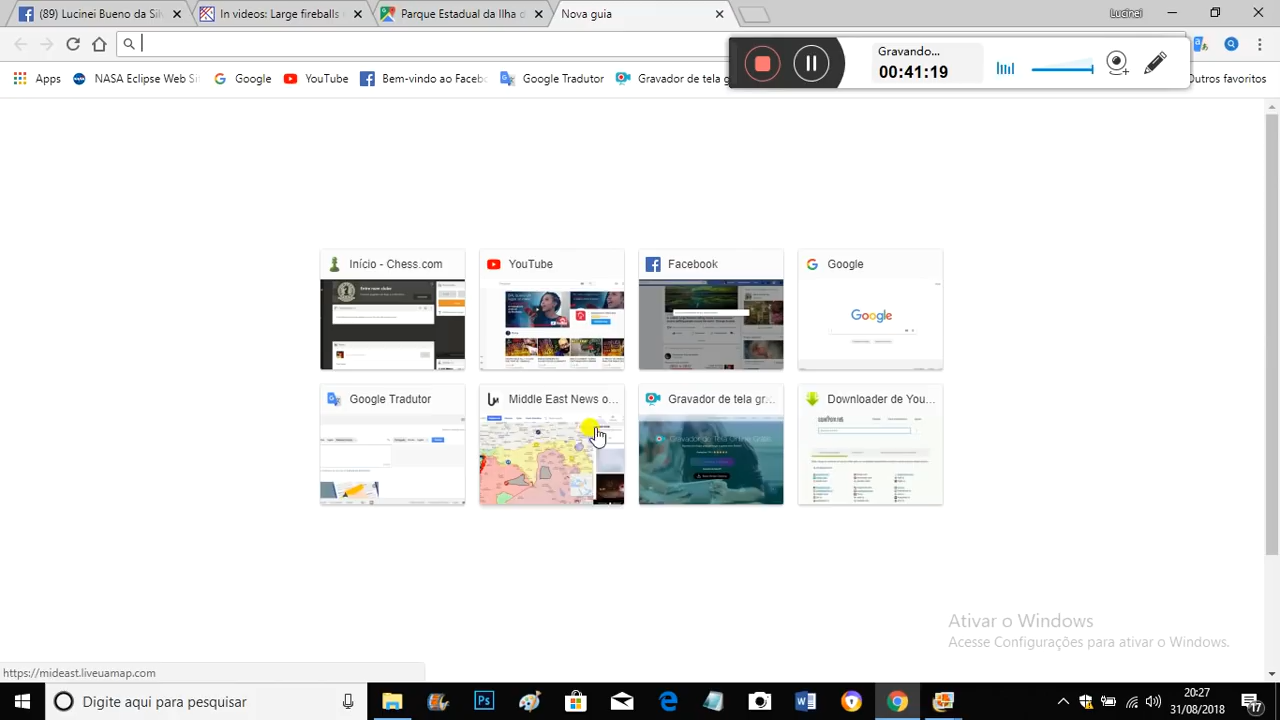 (89) Lucinei Bueno da Silv
In videos: Large fireballs
Parque Estadual da Ilha d
Nova guia
Lucinei
Gravando...
00:41:19
Apps
NASA Eclipse Web Si
Google
YouTube
Bem-vindo ao Facebo
Google Tradutor
Gravador de tela g
Outros favoritos
Início - Chess.com
YouTube
Facebook
Google
Google
Google Tradutor
Middle East News o...
Gravador de tela gr...
Downloader de You...
Ativar o Windows
Acesse Configurações para ativar o Windows.
https://mideast.liveuamap.com
Digite aqui para pesquisar
20:27
31/08/2018
17